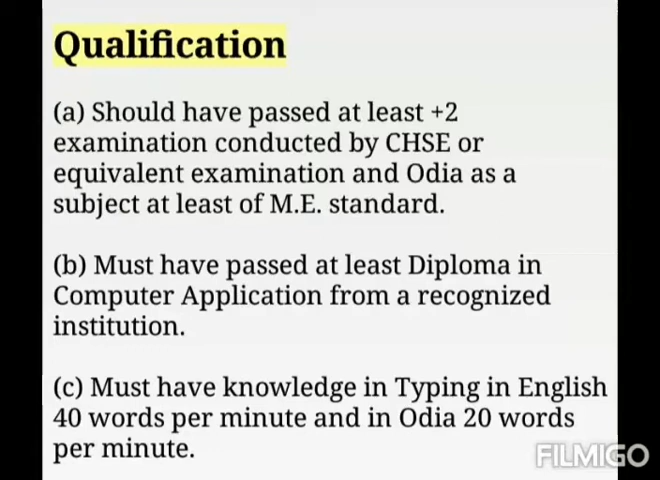 Qualification
(a) Should have passed at least +2
examination conducted by CHSE or
equivalent examination and Odia as a
subject at least of M.E. standard.
(b) Must have passed at least Diploma in
Computer Application from a recognized
institution.
(c) Must have knowledge in Typing in English
40 words per minute and in Odia 20 words
per minute.
FILMIGO